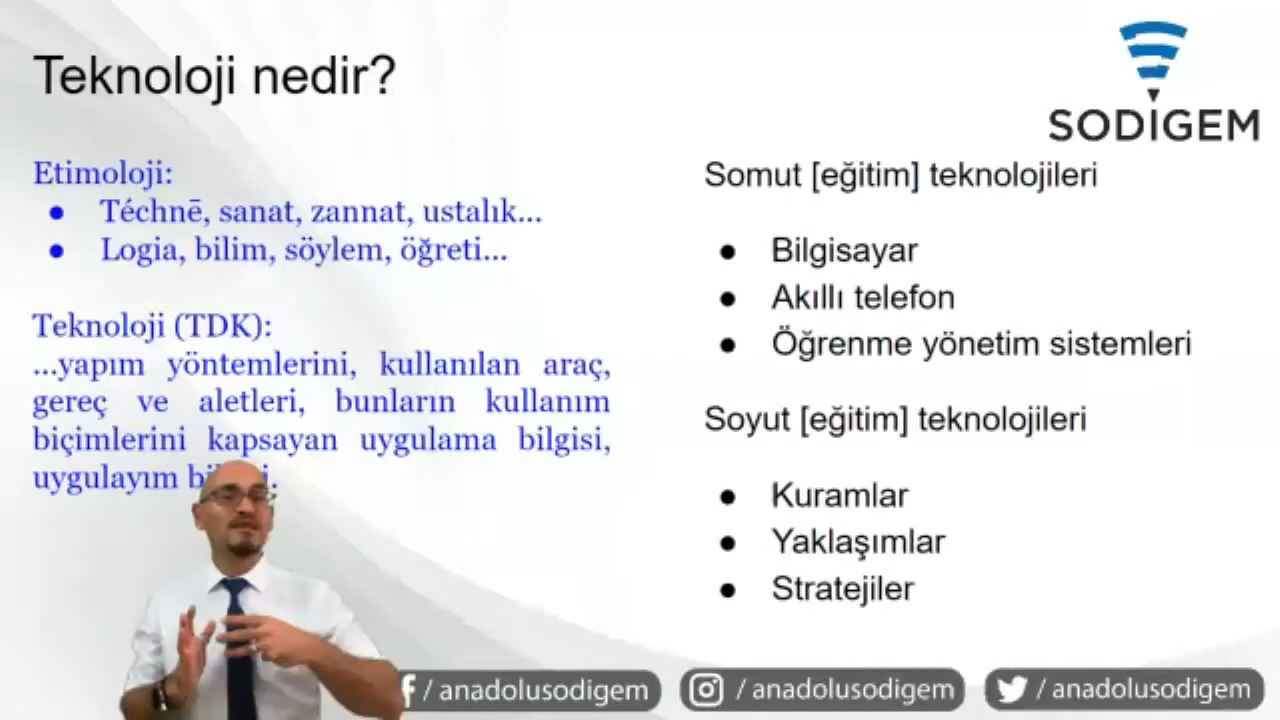 Teknoloji nedir?
SODİGEM
Etimoloji:
● Téchnē, sanat, zannat, ustalık...
● Logia, bilim, söylem, öğreti...
Teknoloji (TDK):
...yapım yöntemlerini, kullanılan araç,
gereç ve aletleri, bunların kullanım
biçimlerini kapsayan uygulama bilgisi,
uygulayım
Somut [eğitim] teknolojileri
● Bilgisayar
● Akıllı telefon
● Öğrenme yönetim sistemleri
Soyut [eğitim] teknolojileri
● Kuramlar
● Yaklaşımlar
● Stratejiler
f / anadolusodigem
/ anadolusodigem
/ anadolusodigem